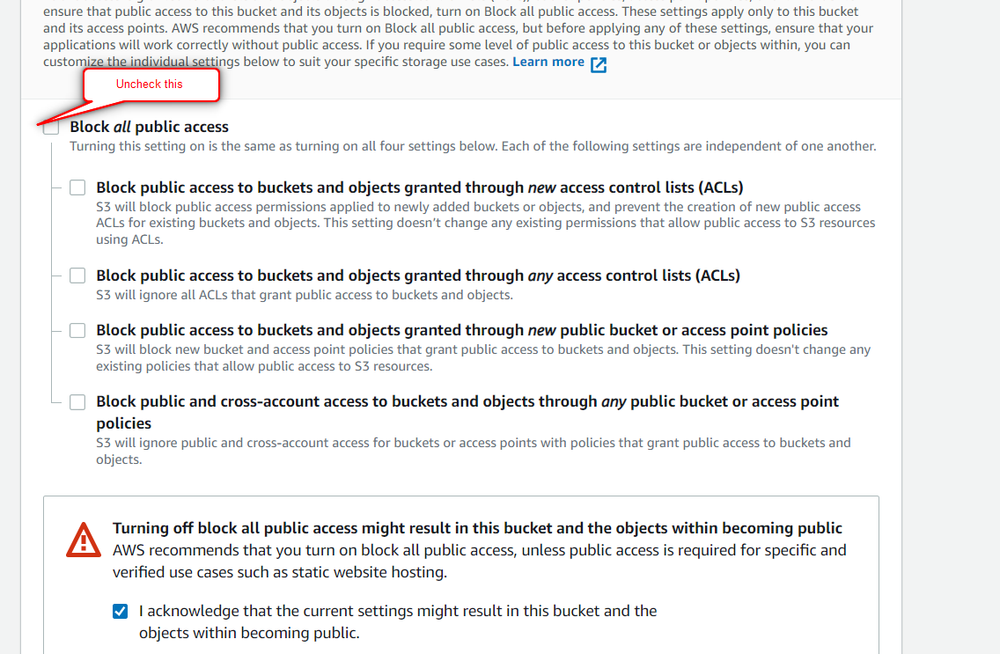 ensure that public access to this bucket and its objects is blocked, turn on Block all public access. These settings apply only to this bucket
and its access points. AWS recommends that you turn on Block all public access, but before applying any of these settings, ensure that your
applications will work correctly without public access. If you require some level of public access to this bucket or objects within, you can
customize the individual settings below to suit your specific storage use cases. Learn more
Uncheck this
Block all public access
Turning this setting on is the same as turning on all four settings below. Each of the following settings are independent of one another.
Block public access to buckets and objects granted through new access control lists (ACLs)
S3 will block public access permissions applied to newly added buckets or objects, and prevent the creation of new public access
ACLs for existing buckets and objects. This setting doesn’t change any existing permissions that allow public access to S3 resources
using ACLs.
Block public access to buckets and objects granted through any access control lists (ACLs)
S3 will ignore all ACLs that grant public access to buckets and objects.
Block public access to buckets and objects granted through new public bucket or access point policies
S3 will block new bucket and access point policies that grant public access to buckets and objects. This setting doesn't change any
existing policies that allow public access to S3 resources.
Block public and cross-account access to buckets and objects through any public bucket or access point
policies
S3 will ignore public and cross-account access for buckets or access points with policies that grant public access to buckets and
objects.
Turning off block all public access might result in this bucket and the objects within becoming public
AWS recommends that you turn on block all public access, unless public access is required for specific and
verified use cases such as static website hosting.
I acknowledge that the current settings might result in this bucket and the
objects within becoming public.